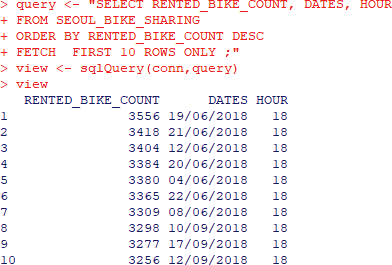 > query <- "SELECT RENTED_BIKE_COUNT, DATES, HOUR
+ FROM SEOUL_BIKE_SHARING
+ ORDER BY RENTED_BIKE_COUNT DESC
+ FETCH  FIRST 10 ROWS ONLY ;"
> view <- sqlQuery(conn,query)
> view
   RENTED_BIKE_COUNT      DATES HOUR
1               3556 19/06/2018   18
2               3418 21/06/2018   18
3               3404 12/06/2018   18
4               3384 20/06/2018   18
5               3380 04/06/2018   18
6               3365 22/06/2018   18
7               3309 08/06/2018   18
8               3298 10/09/2018   18
9               3277 17/09/2018   18
10              3256 12/09/2018   18